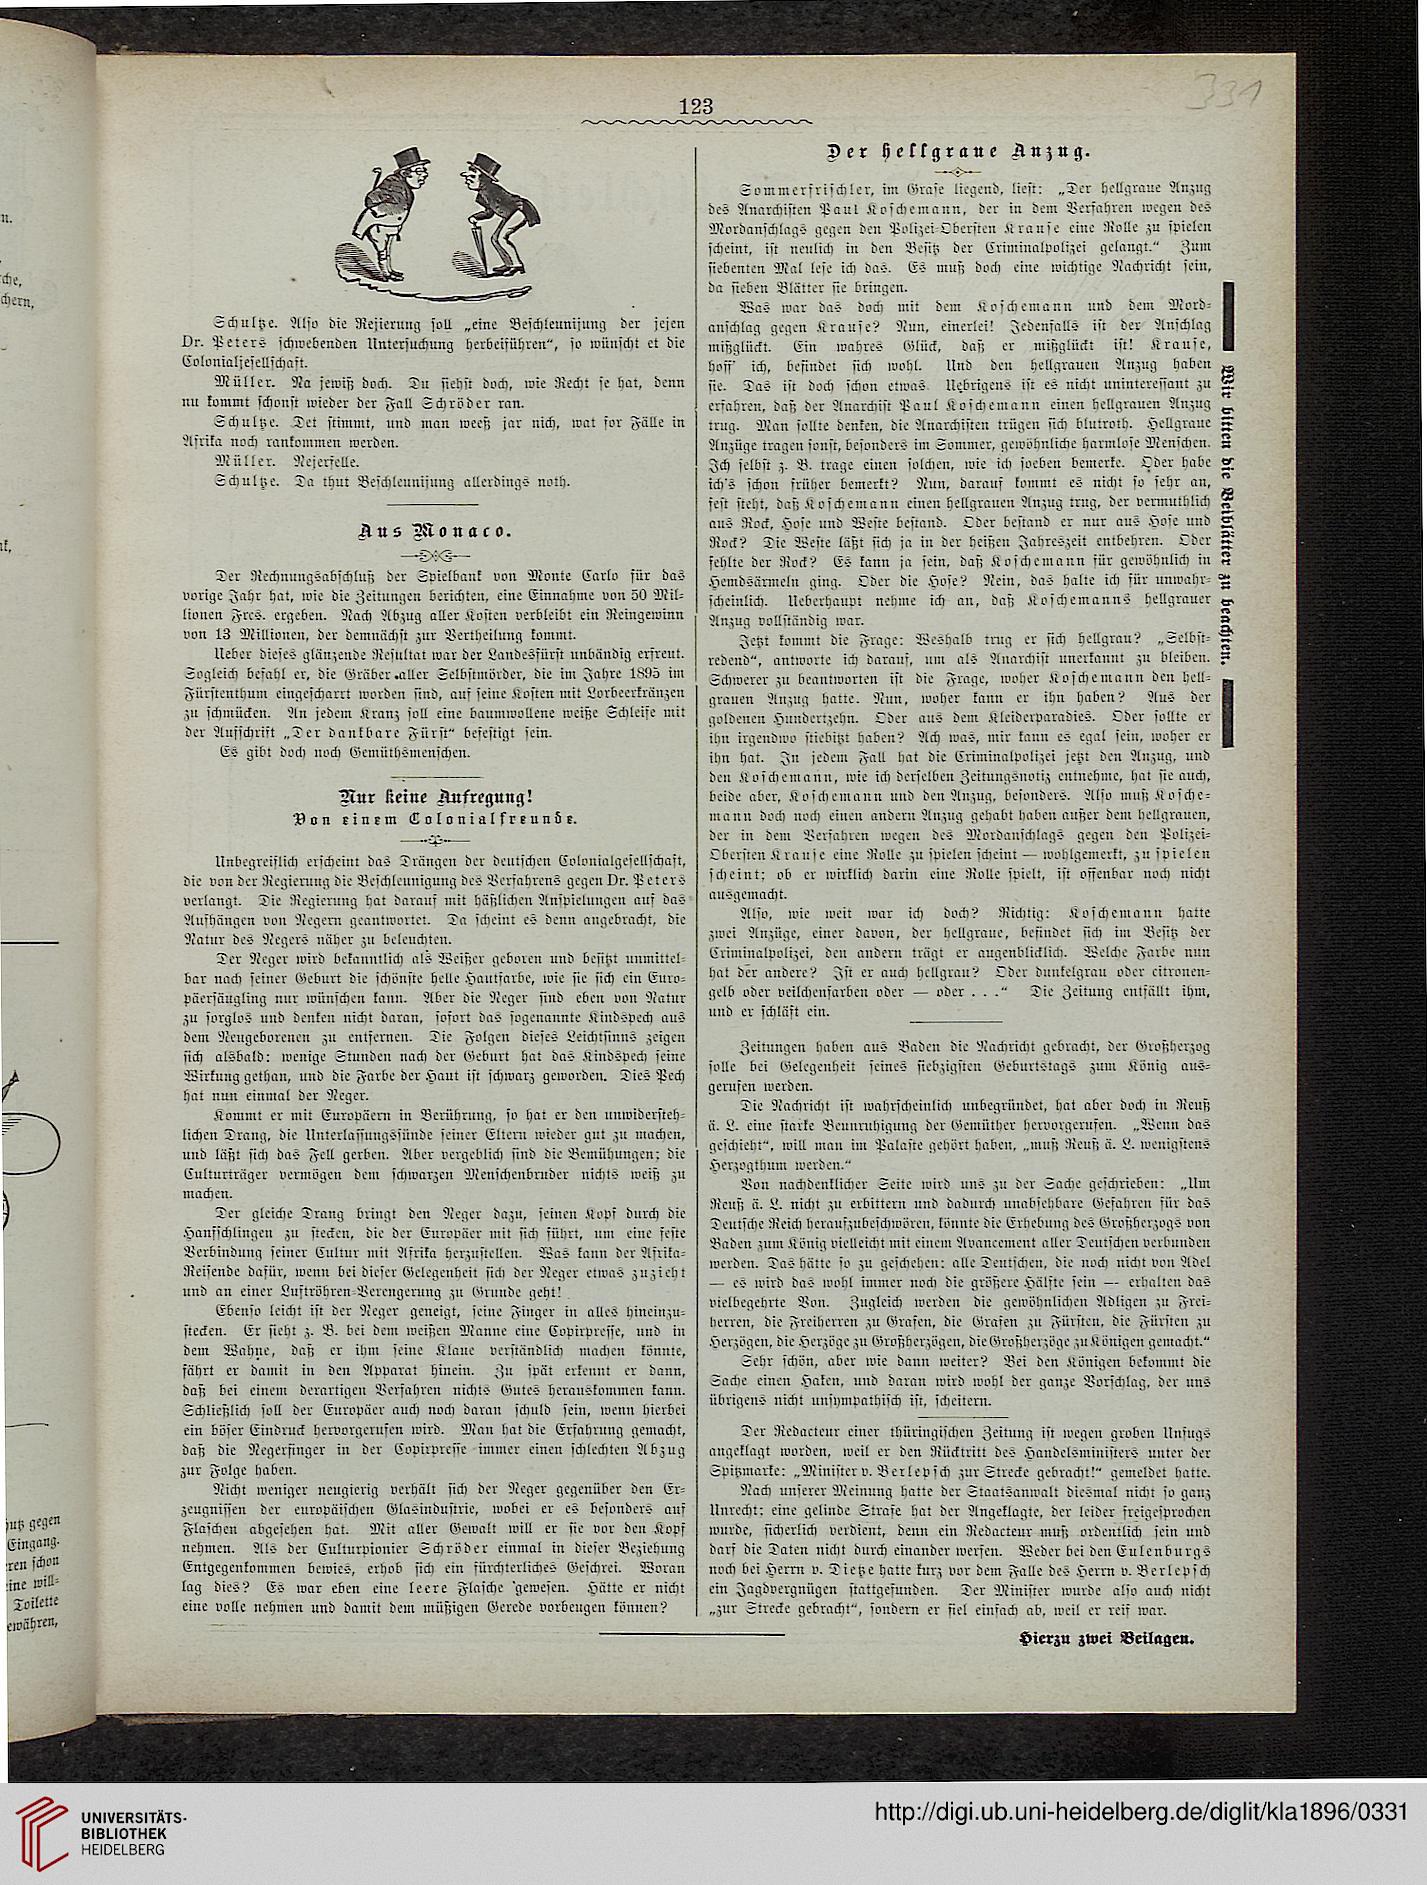 123
331
Schultze. Also die Rejierung soll „eine Beschleunijung der jejen
Dr. Peters schwebenden Untersuchung herbeiführen“, so wünscht et die
Colonialjesellschaft.
Müller. Na jewiß doch. Du siehst doch, wie Recht se hat, denn
nu kommt schonst wieder der Fall Schröder ran.
Schultze. Det stimmt, und man weeß jar nich, wat for Fälle in
Afrika noch rankommen werden.
Müller. Nejerfelle.
Schultze. Da thut Beschleunijung allerdings noth.
Aus Monaco.
Der Rechnungsabschluß der Spielbank von Monte Carlo für das
vorige Jahr hat, wie die Zeitungen berichten, eine Einnahme von 50 Mil-
lionen Frcs. ergeben. Nach Abzug aller Kosten verbleibt ein Reingewinn
von 13 Millionen, der demnächst zur Vertheilung kommt.
Ueber dieses glänzende Resultat war der Landesfürst unbändig erfreut.
Sogleich befahl er, die Gräber aller Selbstmörder, die im Jahre 1895 im
Fürstenthum eingescharrt worden sind, auf seine Kosten mit Lorbeerkränzen
zu schmücken. An jedem Kranz soll eine baumwollene weiße Schleife mit
der Aufschrift „Der dankbare Fürst“ befestigt sein.
Es gibt doch noch Gemüthsmenschen.
Nur keine Aufregung!
Von einem Colonialfreunde.
Unbegreiflich erscheint das Drängen der deutschen Colonialgesellschaft,
die von der Regierung die Beschleunigung des Verfahrens gegen Dr. Peters
verlangt. Die Regierung hat darauf mit häßlichen Anspielungen auf das
Aufhängen von Negern geantwortet. Da scheint es denn angebracht, die
Natur des Negers näher zu beleuchten.
Der Neger wird bekanntlich als Weißer geboren und besitzt unmittel-
bar nach seiner Geburt die schönste helle Hautfarbe, wie sie sich ein Euro-
päersäugling nur wünschen kann. Aber die Neger sind eben von Natur
zu sorglos und denken nicht daran, sofort das sogenannte Kindspech aus
dem Neugeborenen zu entfernen. Die Folgen dieses Leichtsinns zeigen
sich alsbald: wenige Stunden nach der Geburt hat das Kindspech seine
Wirkung gethan, und die Farbe der Haut ist schwarz geworden. Dies Pech
hat nun einmal der Neger.
Kommt er mit Europäern in Berührung, so hat er den unwidersteh-
lichen Drang, die Unterlassungssünde seiner Eltern wieder gut zu machen,
und läßt sich das Fell gerben. Aber vergeblich sind die Bemühungen; die
Culturträger vermögen dem schwarzen Menschenbruder nichts weiß zu
machen.
Der gleiche Drang bringt den Neger dazu, seinen Kopf durch die
Hanfschlingen zu stecken, die der Europäer mit sich führt, um eine feste
Verbindung seiner Cultur mit Afrika herzustellen. Was kann der Afrika-
Reisende dafür, wenn bei dieser Gelegenheit sich der Neger etwas zuzieht
und an einer Luftröhren-Verengerung zu Grunde geht!
Ebenso leicht ist der Neger geneigt, seine Finger in alles hineinzu-
stecken. Er sieht z. B. bei dem weißen Manne eine Copirpresse, und in
dem Wahne, daß er ihm seine Klaue verständlich machen könnte,
fährt er damit in den Apparat hinein. Zu spät erkennt er dann,
daß bei einem derartigen Verfahren nichts Gutes herauskommen kann.
Schließlich soll der Europäer auch noch daran schuld sein, wenn hierbei
ein böser Eindruck hervorgerufen wird. Man hat die Erfahrung gemacht,
daß die Negerfinger in der Copirpresse immer einen schlechten Abzug
zur Folge haben.
Nicht weniger neugierig verhält sich der Neger gegenüber den Er-
zeugnissen der europäischen Glasindustrie, wobei er es besonders auf
Flaschen abgesehen hat. Mit aller Gewalt will er sie vor den Kopf
nehmen. Als der Culturpionier Schröder einmal in dieser Beziehung
Entgegenkommen bewies, erhob sich ein fürchterliches Geschrei. Woran
lag dies? Es war eben eine leere Flasche gewesen. Hätte er nicht
eine volle nehmen und damit dem müßigen Gerede vorbeugen können?
Der hellgraue Anzug.
Sommerfrischler, im Grase liegend, liest: „Der hellgraue Anzug
des Anarchisten Paul Koschemann, der in dem Verfahren wegen des
Mordanschlags gegen den Polizei-Obersten Krause eine Rolle zu spielen
scheint, ist neulich in den Besitz der Criminalpolizei gelangt.“ Zum
siebenten Mal lese ich das. Es muß doch eine wichtige Nachricht sein,
da sieben Blätter sie bringen.
Was war das doch mit dem Koschemann und dem Mord-
anschlag gegen Krause? Nun, einerlei! Jedenfalls ist der Anschlag
mißglückt. Ein wahres Glück, daß er mißglückt ist! Krause,
hoff' ich, befindet sich wohl. Und den hellgrauen Anzug haben
sie. Das ist doch schon etwas. Uebrigens ist es nicht uninteressant zu
erfahren, daß der Anarchist Paul Koschemann einen hellgrauen Anzug
trug. Man sollte denken, die Anarchisten trügen sich blutroth. Hellgraue
Anzüge tragen sonst, besonders im Sommer, gewöhnliche harmlose Menschen.
Ich selbst z. B. trage einen solchen, wie ich soeben bemerke. Oder habe
ich's schon früher bemerkt? Nun, darauf kommt es nicht so sehr an,
fest steht, daß Koschemann einen hellgrauen Anzug trug, der vermuthlich
aus Rock, Hose und Weste bestand. Oder bestand er nur aus Hose und
Rock? Die Weste läßt sich ja in der heißen Jahreszeit entbehren. Oder
fehlte der Rock? Es kann ja sein, daß Koschemann für gewöhnlich in
Hemdsärmeln ging. Oder die Hose? Nein, das halte ich für unwahr-
scheinlich. Ueberhaupt nehme ich an, daß Koschemanns hellgrauer
Anzug vollständig war.
Jetzt kommt die Frage: Weshalb trug er sich hellgrau? „Selbst-
redend“, antworte ich darauf, um als Anarchist unerkannt zu bleiben.
Schwerer zu beantworten ist die Frage, woher Koschemann den hell-
grauen Anzug hatte. Nun, woher kann er ihn haben? Aus der
goldenen Hundertzehn. Oder aus dem Kleiderparadies. Oder sollte er
ihn irgendwo stiebitzt haben? Ach was, mir kann es egal sein, woher er
ihn hat. In jedem Fall hat die Criminalpolizei jetzt den Anzug, und
den Koschemann, wie ich derselben Zeitungsnotiz entnehme, hat sie auch,
beide aber, Koschemann und den Anzug, besonders. Also muß Kosche-
mann doch noch einen andern Anzug gehabt haben außer dem hellgrauen,
der in dem Verfahren wegen des Mordanschlags gegen den Polizei-
Obersten Krause eine Rolle zu spielen scheint — wohlgemerkt, zu spielen
scheint; ob er wirklich darin eine Rolle spielt, ist offenbar noch nicht
ausgemacht.
Also, wie weit war ich doch? Richtig: Koschemann hatte
zwei Anzüge, einer davon, der hellgraue, befindet sich im Besitz der
Criminalpolizei, den andern trägt er augenblicklich. Welche Farbe nun
hat der andere? Ist er auch hellgrau? Oder dunkelgrau oder citronen-
gelb oder veilchenfarben oder — oder . . .“ Die Zeitung entfällt ihm,
und er schläft ein.
Zeitungen haben aus Baden die Nachricht gebracht, der Großherzog
solle bei Gelegenheit seines siebzigsten Geburtstags zum König aus-
gerufen werden.
Die Nachricht ist wahrscheinlich unbegründet, hat aber doch in Reuß
ä. L. eine starke Beunruhigung der Gemüther hervorgerufen. „Wenn das
geschieht“, will man im Palaste gehört haben, „muß Reuß ä. L. wenigstens
Herzogthum werden.“
Von nachdenklicher Seite wird uns zu der Sache geschrieben: „Um
Reuß ä. L. nicht zu erbittern und dadurch unabsehbare Gefahren für das
Deutsche Reich heraufzubeschwören, könnte die Erhebung des Großherzogs von
Baden zum König vielleicht mit einem Avancement aller Deutschen verbunden
werden. Das hätte so zu geschehen: alle Deutschen, die noch nicht von Adel
— es wird das wohl immer noch die größere Hälfte sein — erhalten das
vielbegehrte Von. Zugleich werden die gewöhnlichen Adligen zu Frei-
herren, die Freiherren zu Grafen, die Grafen zu Fürsten, die Fürsten zu
Herzögen, die Herzöge zu Großherzögen, die Großherzöge zu Königen gemacht.“
Sehr schön, aber wie dann weiter? Bei den Königen bekommt die
Sache einen Haken, und daran wird wohl der ganze Vorschlag, der uns
übrigens nicht unsympathisch ist, scheitern.
Der Redacteur einer thüringischen Zeitung ist wegen groben Unfugs
angeklagt worden, weil er den Rücktritt des Handelsministers unter der
Spitzmarke: „Minister v. Berlepsch zur Strecke gebracht!“ gemeldet hatte.
Nach unserer Meinung hatte der Staatsanwalt diesmal nicht so ganz
Unrecht; eine gelinde Strafe hat der Angeklagte, der leider freigesprochen
wurde, sicherlich verdient, denn ein Redacteur muß ordentlich sein und
darf die Daten nicht durch einander werfen. Weder bei den Eulenburgs
noch bei Herrn v. Dietze hatte kurz vor dem Falle des Herrn v. Berlepsch
ein Jagdvergnügen stattgefunden. Der Minister wurde also auch nicht
„zur Strecke gebracht“, sondern er fiel einfach ab, weil er reif war.
Hierzu zwei Beilagen.
Wir bitten die Beiblätter zu beachten.
n.
che,
chern,
hutz gegen
Eingang.
ren schon
eine will-
Toilette
ewähren,
UNIVERSITÄTS-
BIBLIOTHEK
HEIDELBERG
http://digi.ub.uni-heidelberg.de/diglit/kla1896/0331